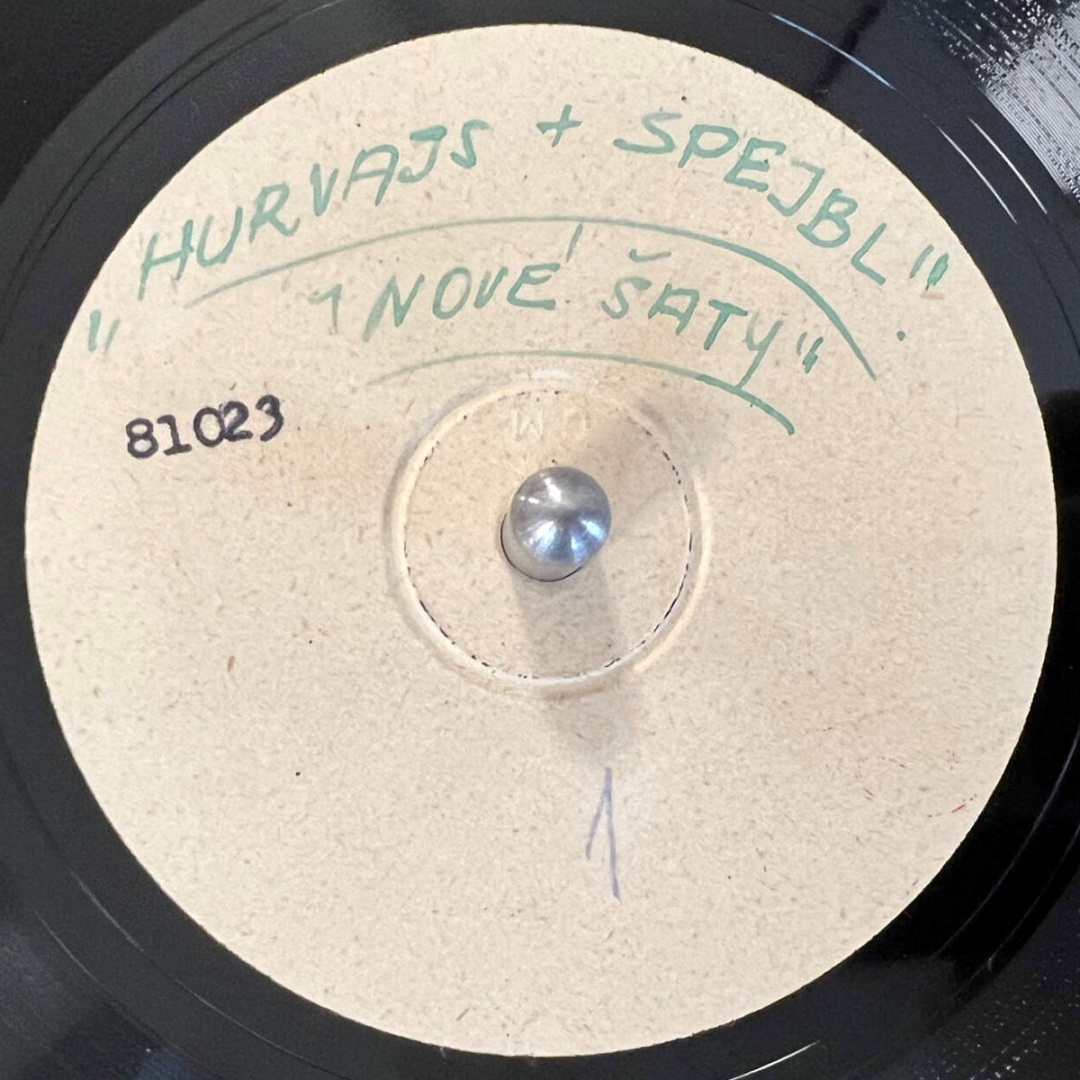 "HURVAJS + SPEJBL"
"NOVÉ ŠATY"
81023
1